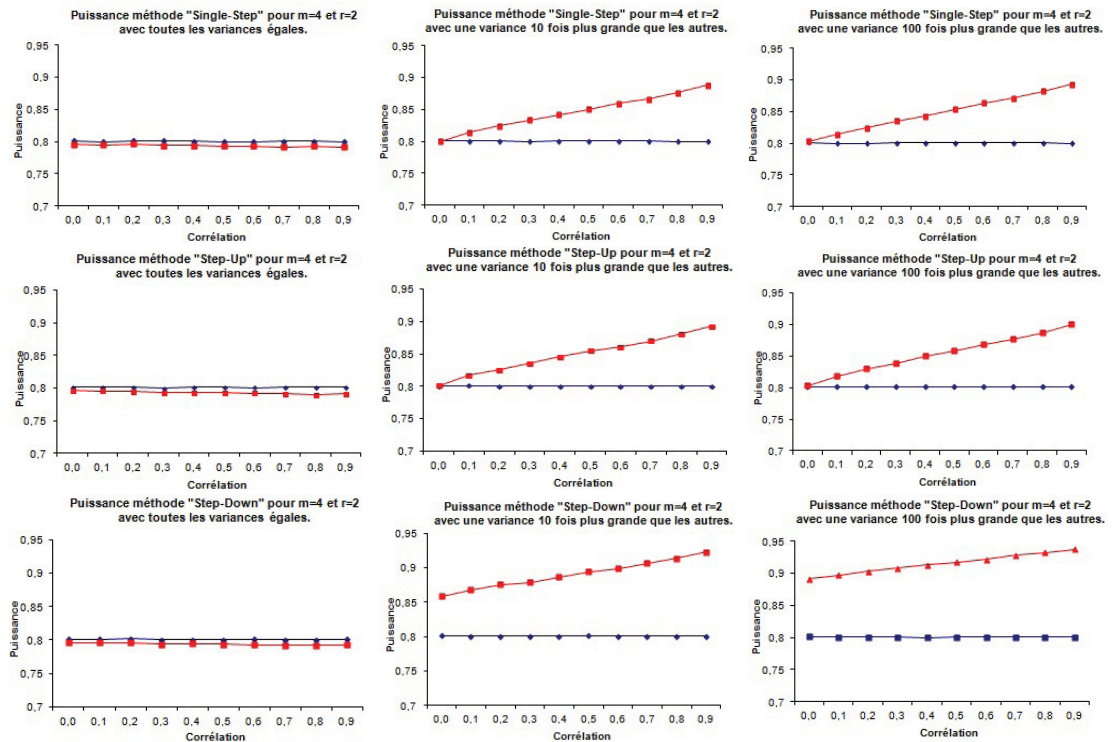 Puissance méthode "Single-Step" pour m=4 et r=2
avec toutes les variances égales.
0,95
0,9
0,85
0,8
0,75
0,7
Puissance
0,0 0,1 0,2 0,3 0,4 0,5 0,6 0,7 0,8 0,9
Corrélation
Puissance méthode "Single-Step" pour m=4 et r=2
avec une variance 10 fois plus grande que les autres.
0,95
0,9
0,85
0,8
0,75
0,7
Puissance
0,0 0,1 0,2 0,3 0,4 0,5 0,6 0,7 0,8 0,9
Corrélation
Puissance méthode "Single-Step" pour m=4 et r=2
avec une variance 100 fois plus grande que les autres.
0,95
0,9
0,85
0,8
0,75
0,7
Puissance
0,0 0,1 0,2 0,3 0,4 0,5 0,6 0,7 0,8 0,9
Corrélation
Puissance méthode "Step-Up" pour m=4 et r=2
avec toutes les variances égales.
0,95
0,9
0,85
0,8
0,75
0,7
Puissance
0,0 0,1 0,2 0,3 0,4 0,5 0,6 0,7 0,8 0,9
Corrélation
Puissance méthode "Step-Up pour m=4 et r=2
avec une variance 10 fois plus grande que les autres.
0,95
0,9
0,85
0,8
0,75
0,7
Puissance
0,0 0,1 0,2 0,3 0,4 0,5 0,6 0,7 0,8 0,9
Corrélation
Puissance méthode "Step-Up pour m=4 et r=2
avec une variance 100 fois plus grande que les autres.
0,95
0,9
0,85
0,8
0,75
0,7
Puissance
0,0 0,1 0,2 0,3 0,4 0,5 0,6 0,7 0,8 0,9
Corrélation
Puissance méthode "Step-Down" pour m=4 et r=2
avec toutes les variances égales.
0,95
0,9
0,85
0,8
0,75
0,7
Puissance
0,0 0,1 0,2 0,3 0,4 0,5 0,6 0,7 0,8 0,9
Corrélation
Puissance méthode "Step-Down" pour m=4 et r=2
avec une variance 10 fois plus grande que les autres.
0,95
0,9
0,85
0,8
0,75
0,7
Puissance
0,0 0,1 0,2 0,3 0,4 0,5 0,6 0,7 0,8 0,9
Corrélation
Puissance méthode "Step-Down" pour m=4 et r=2
avec une variance 100 fois plus grande que les autres.
0,95
0,9
0,85
0,8
0,75
0,7
Puissance
0,0 0,1 0,2 0,3 0,4 0,5 0,6 0,7 0,8 0,9
Corrélation